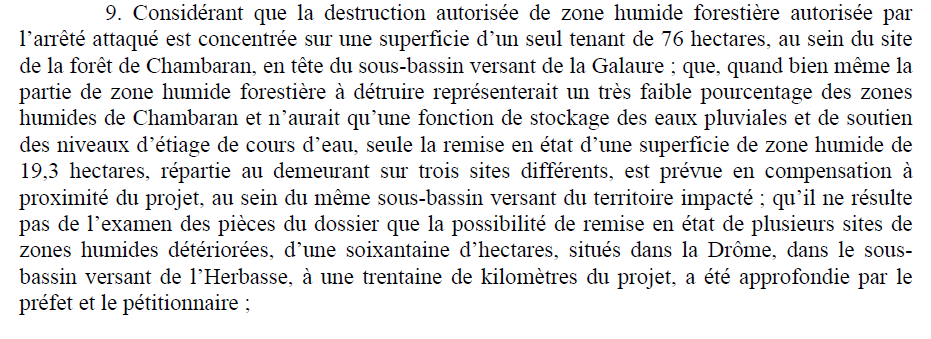 9. Considérant que la destruction autorisée de zone humide forestière autorisée par
l’arrêté attaqué est concentrée sur une superficie d’un seul tenant de 76 hectares, au sein du site
de la forêt de Chambaran, en tête du sous-bassin versant de la Galaure ; que, quand bien même la
partie de zone humide forestière à détruire représenterait un très faible pourcentage des zones
humides de Chambaran et n’aurait qu’une fonction de stockage des eaux pluviales et de soutien
des niveaux d’étiage de cours d’eau, seule la remise en état d’une superficie de zone humide de
19,3 hectares, répartie au demeurant sur trois sites différents, est prévue en compensation à
proximité du projet, au sein du même sous-bassin versant du territoire impacté ; qu’il ne résulte
pas de l’examen des pièces du dossier que la possibilité de remise en état de plusieurs sites de
zones humides détériorées, d’une soixantaine d’hectares, situés dans la Drôme, dans le sous-
bassin versant de l’Herbasse, à une trentaine de kilomètres du projet, a été approfondie par le
préfet et le pétitionnaire ;